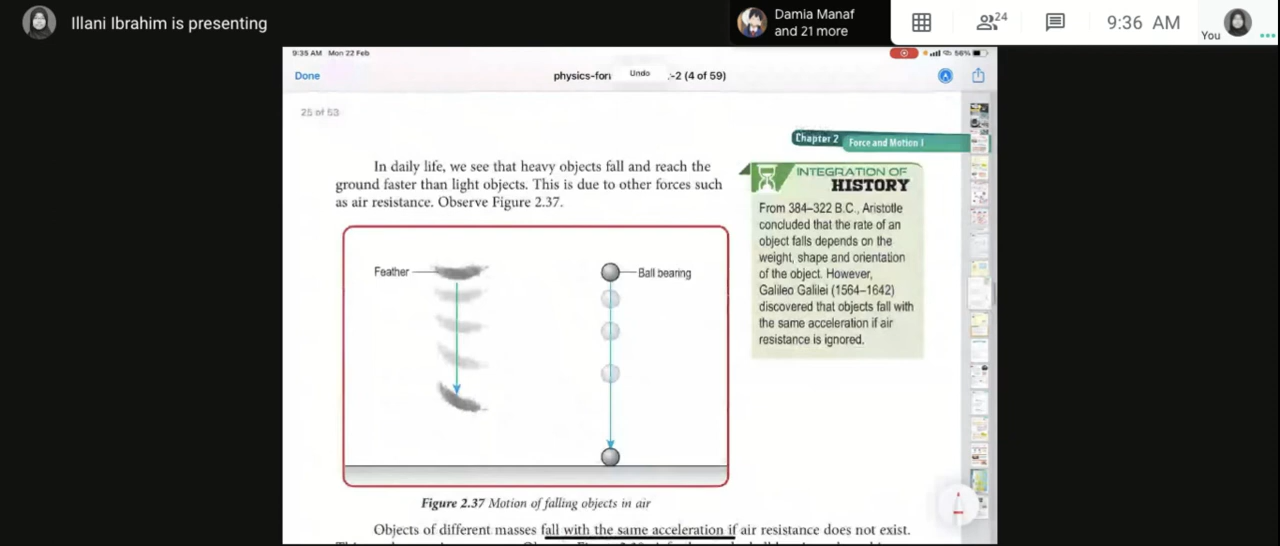 Illani Ibrahim is presenting
Damia Manaf
and 21 more
24
9:36 AM
You
9:35 AM Mon 22 Feb
56%
Done
physics-for
Undo
-2 (4 of 59)
25 of 53
Chapter 2 Force and Motion I
In daily life, we see that heavy objects fall and reach the
ground faster than light objects. This is due to other forces such
as air resistance. Observe Figure 2.37.
INTEGRATION OF
HISTORY
From 384–322 B.C., Aristotle
concluded that the rate of an
object falls depends on the
weight, shape and orientation
of the object. However,
Galileo Galilei (1564–1642)
discovered that objects fall with
the same acceleration if air
resistance is ignored.
Feather
Ball bearing
Figure 2.37 Motion of falling objects in air
Objects of different masses fall with the same acceleration if air resistance does not exist.